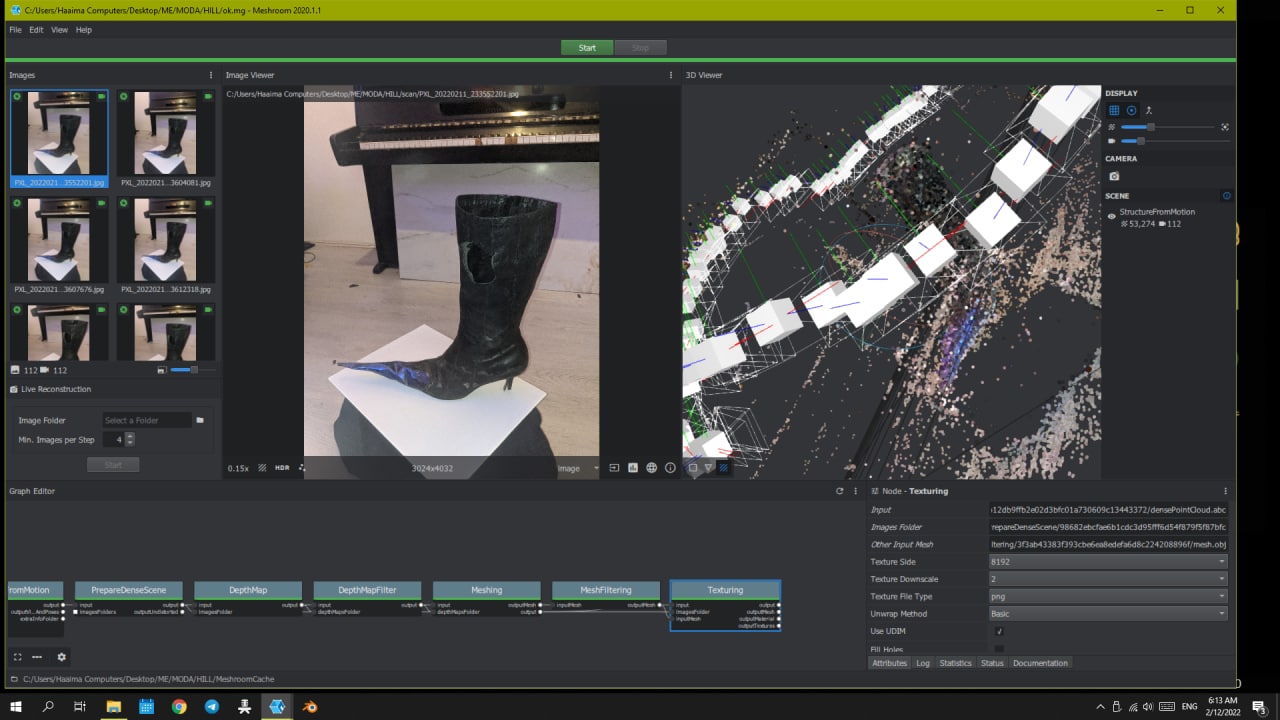 C:/Users/Haaima Computers/Desktop/ME/MODA/HILL/ok.mg - Meshroom 2020.1.1
File Edit View Help
Start Stop
Images
Image Viewer
3D Viewer
C:/Users/Haaima Computers/Desktop/ME/MODA/HILL/scan/PXL_20220211_233552201.jpg
DISPLAY
CAMERA
SCENE
StructureFromMotion
53,274 112
PXL_2022021...3552201.jpg PXL_2022021...3604081.jpg
PXL_2022021...3607676.jpg PXL_2022021...3612318.jpg
112 112
Live Reconstruction
Image Folder Select a Folder
Min. Images per Step 4
Start
0.15x HDR 3024x4032 Image
Graph Editor
Node - Texturing
Input :12db9ffb2e02d3bfc01a730609c13443372/densePointCloud.abc
Images Folder repareDenseScene/98682ebcfae6b1cdc3d95fff6d54f879f5f87bfc
Other Input Mesh ltering/3f3ab43383f393cbe6ea8edefa6d8c224208896f/mesh.obj
Texture Side 8192
Texture Downscale 2
Texture File Type png
Unwrap Method Basic
Use UDIM √
Fill Holes
Attributes Log Statistics Status Documentation
romMotion
output
outputVi...AndPoses
extraInfoFolder
PrepareDenseScene
input output
imagesFolders outputUndistorted
DepthMap
input output
imagesFolder
DepthMapFilter
input output
depthMapsFolder
Meshing
input outputMesh
depthMapsFolder output
MeshFiltering
inputMesh outputMesh
Texturing
input output
imagesFolder outputMesh
inputMesh outputMaterial
outputTextures
C:/Users/Haaima Computers/Desktop/ME/MODA/HILL/MeshroomCache
ENG
6:13 AM
2/12/2022
3